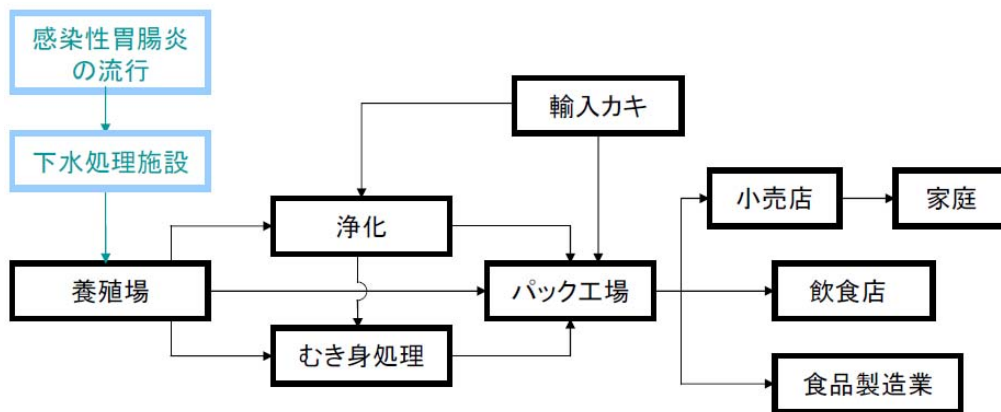 感染性胃腸炎
の流行
輸入カキ
下水処理施設
小売店
家庭
浄化
養殖場
パック工場
飲食店
むき身処理
食品製造業